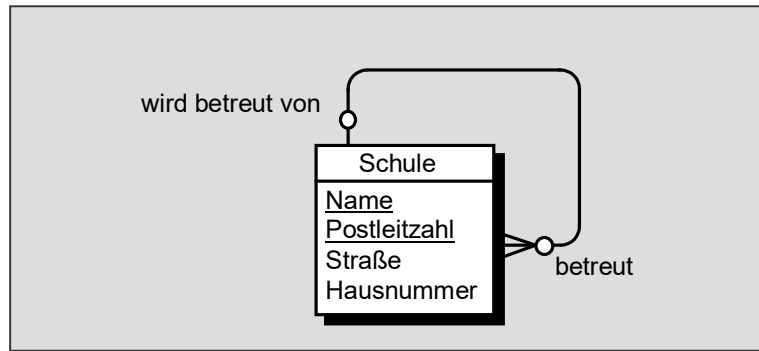 wird betreut von
Schule
Name
Postleitzahl
Straße
Hausnummer
betreut